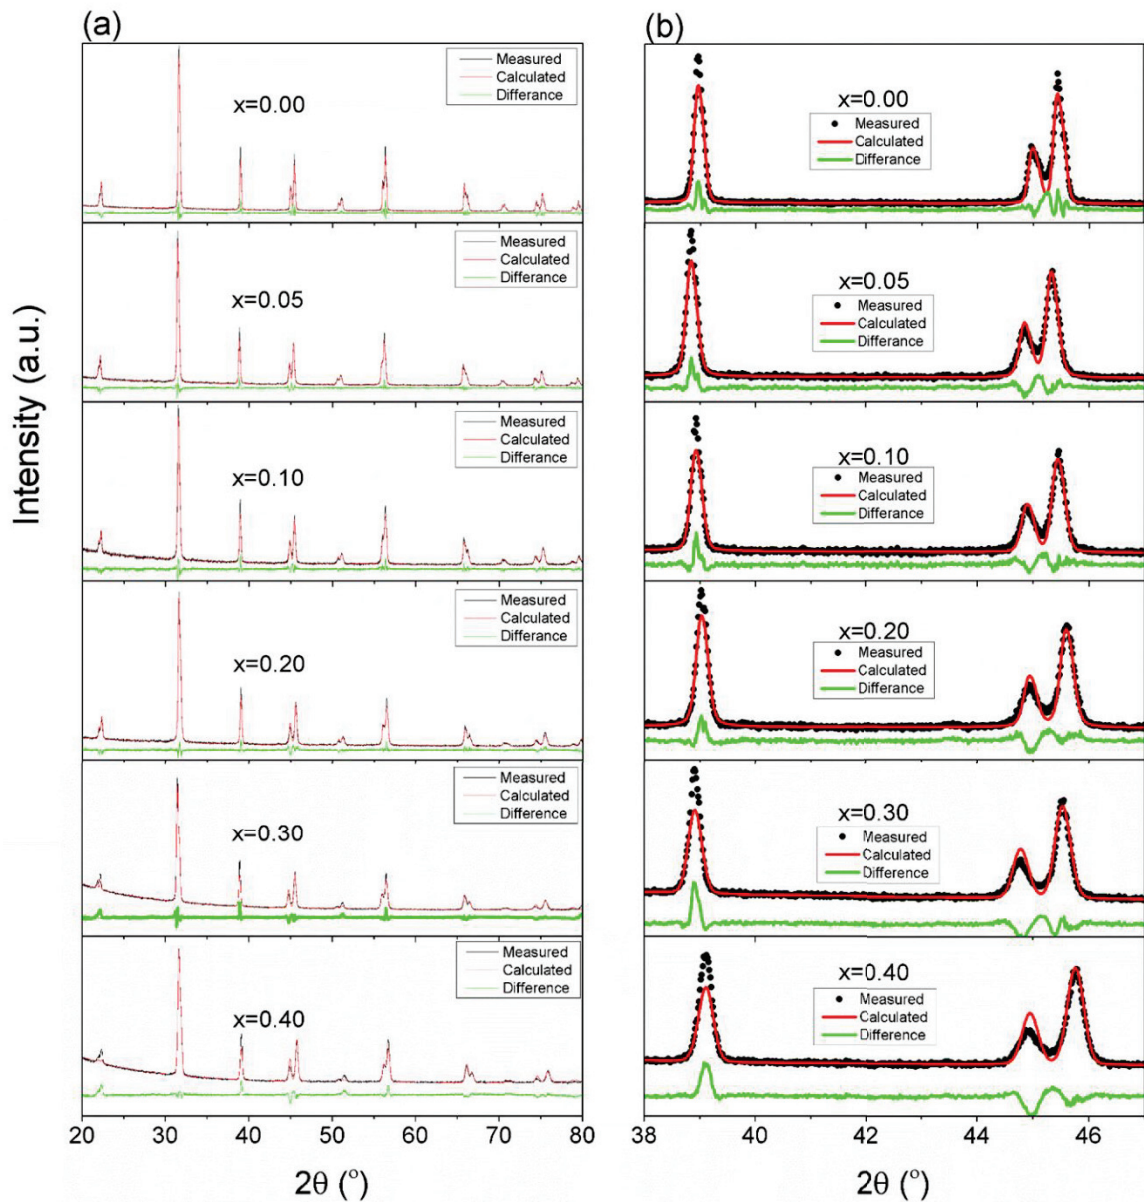 (a)
(b)
Intensity (a.u.)
Measured
Calculated
Differance
x=0.00
Measured
Calculated
Differance
x=0.05
Measured
Calculated
Differance
x=0.10
Measured
Calculated
Differance
x=0.20
Measured
Calculated
Difference
x=0.30
Measured
Calculated
Difference
x=0.40
20 30 40 50 60 70 80
2θ (°)
x=0.00
Measured
Calculated
Differance
x=0.05
Measured
Calculated
Differance
x=0.10
Measured
Calculated
Differance
x=0.20
Measured
Calculated
Differance
x=0.30
Measured
Calculated
Difference
x=0.40
Measured
Calculated
Difference
38 40 42 44 46
2θ (°)